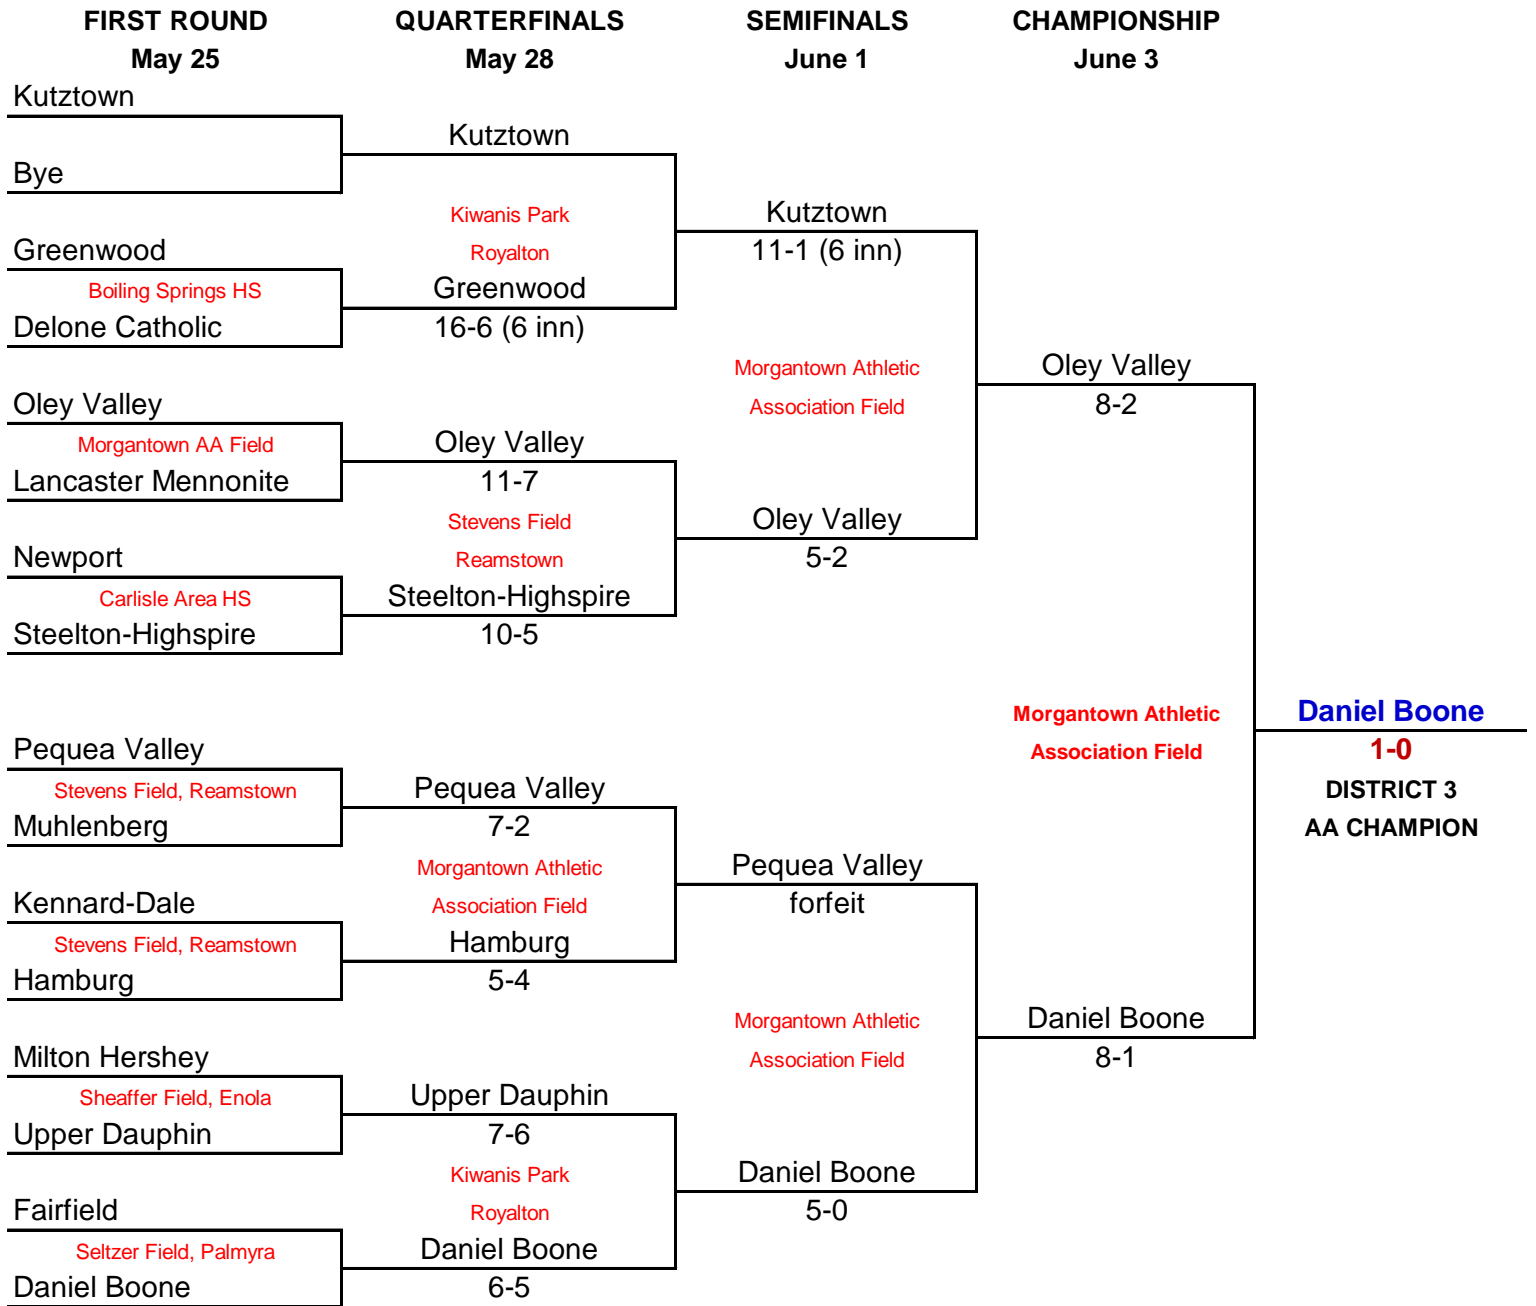 FIRST ROUND
May 25
QUARTERFINALS
May 28
SEMIFINALS
June 1
CHAMPIONSHIP
June 3
Kutztown
Bye
Greenwood
Boiling Springs HS
Delone Catholic
Oley Valley
Morgantown AA Field
Lancaster Mennonite
Newport
Carlisle Area HS
Steelton-Highspire
Pequea Valley
Stevens Field, Reamstown
Muhlenberg
Kennard-Dale
Stevens Field, Reamstown
Hamburg
Milton Hershey
Sheaffer Field, Enola
Upper Dauphin
Fairfield
Seltzer Field, Palmyra
Daniel Boone
Kutztown
Kiwanis Park
Royalton
Greenwood
16-6 (6 inn)
Oley Valley
11-7
Stevens Field
Reamstown
Steelton-Highspire
10-5
Pequea Valley
7-2
Morgantown Athletic
Association Field
Hamburg
5-4
Upper Dauphin
7-6
Kiwanis Park
Royalton
Daniel Boone
6-5
Kutztown
11-1 (6 inn)
Morgantown Athletic
Association Field
Oley Valley
5-2
Pequea Valley
forfeit
Morgantown Athletic
Association Field
Daniel Boone
5-0
Oley Valley
8-2
Morgantown Athletic
Association Field
Daniel Boone
8-1
Daniel Boone
1-0
DISTRICT 3
AA CHAMPION